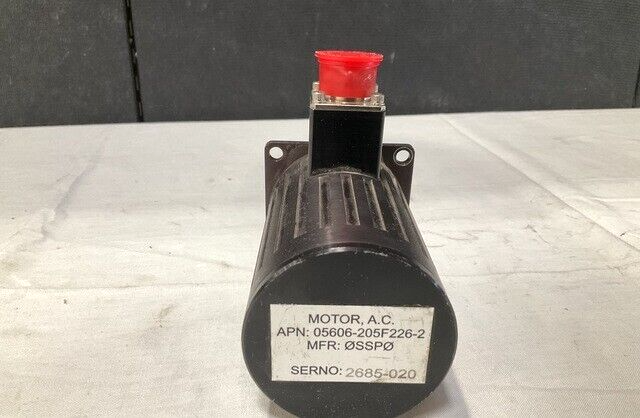 MOTOR, A.C.
APN: 05606-205F226-2
MFR: ØSSPØ
SERNO: 2685-020